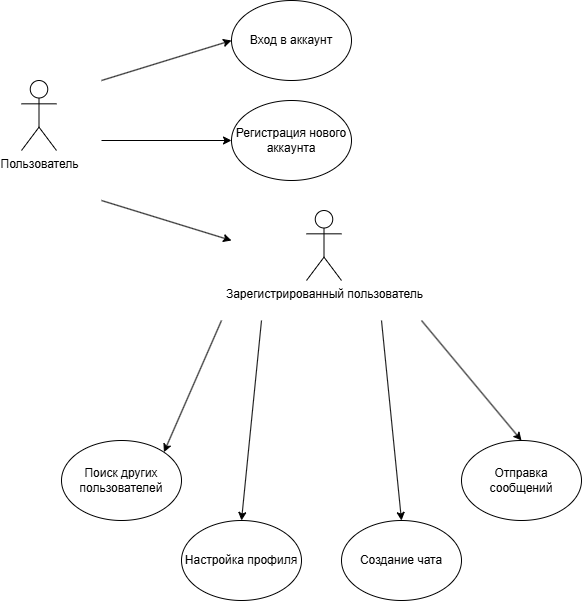 Вход в аккаунт
Регистрация нового
аккаунта
Пользователь
Зарегистрированный пользователь
Поиск других
пользователей
Отправка
сообщений
Настройка профиля
Создание чата